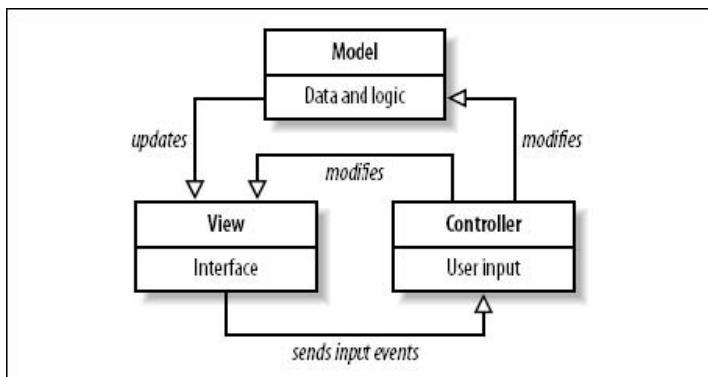 Model
Data and logic
updates
modifies
modifies
View
Interface
Controller
User input
sends input events